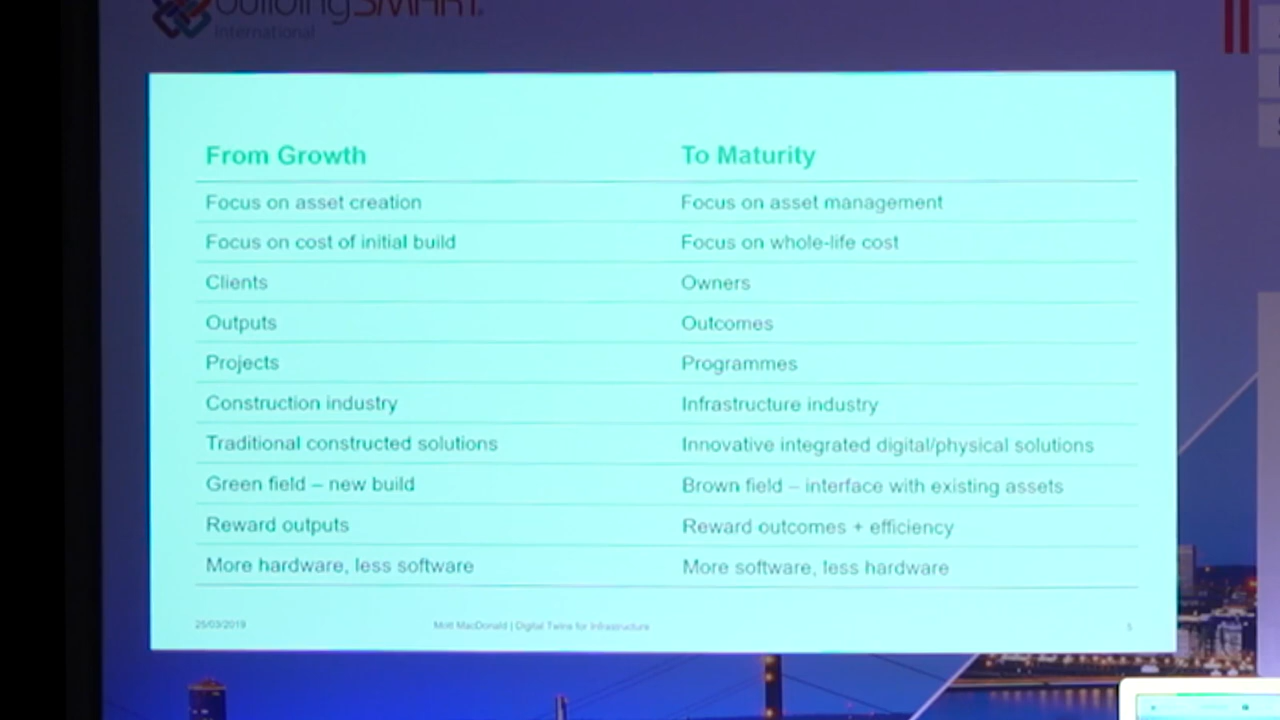 buildingSMART
International
From Growth To Maturity
Focus on asset creation Focus on asset management
Focus on cost of initial build Focus on whole-life cost
Clients Owners
Outputs Outcomes
Projects Programmes
Construction industry Infrastructure industry
Traditional constructed solutions Innovative integrated digital/physical solutions
Green field – new build Brown field – interface with existing assets
Reward outputs Reward outcomes + efficiency
More hardware, less software More software, less hardware
25/03/2019 Mott MacDonald | Digital Twins for Infrastructure 5